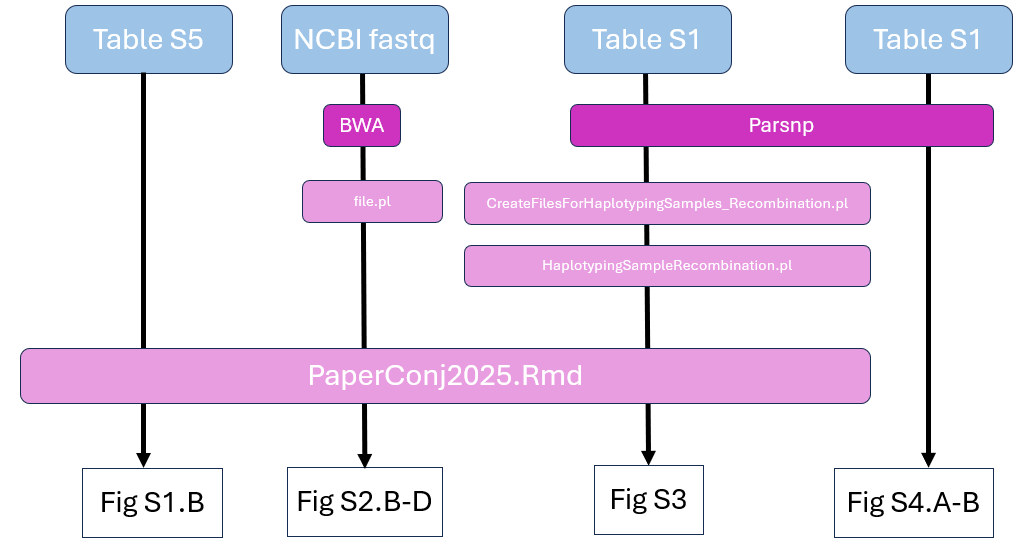 Table S5
NCBI fastq
Table S1
Table S1
BWA
Parsnp
file.pl
CreateFilesForHaplotypingSamples_Recombination.pl
HaplotypingSampleRecombination.pl
PaperConj2025.Rmd
Fig S1.B
Fig S2.B-D
Fig S3
Fig S4.A-B